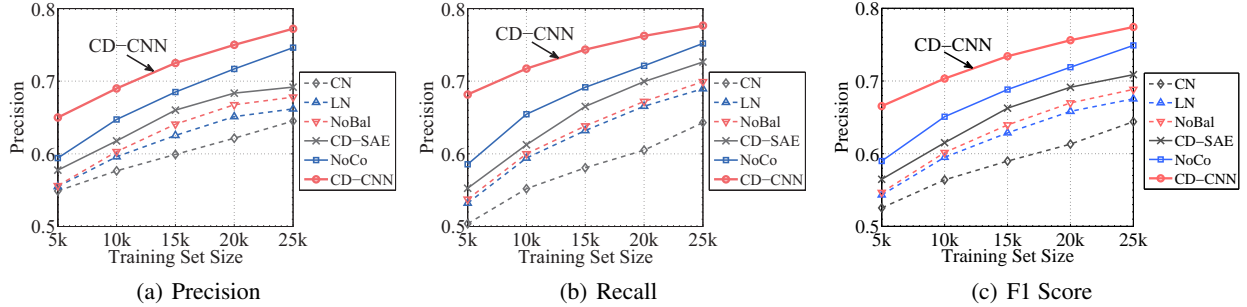 0.8
0.7
0.6
0.5
Precision
5k 10k 15k 20k 25k
Training Set Size
CD−CNN
CN
LN
NoBal
CD−SAE
NoCo
CD−CNN
(a) Precision
0.8
0.7
0.6
0.5
Precision
5k 10k 15k 20k 25k
Training Set Size
CD−CNN
CN
LN
NoBal
CD−SAE
NoCo
CD−CNN
(b) Recall
0.8
0.7
0.6
0.5
Precision
5k 10k 15k 20k 25k
Training Set Size
CD−CNN
CN
LN
NoBal
CD−SAE
NoCo
CD−CNN
(c) F1 Score